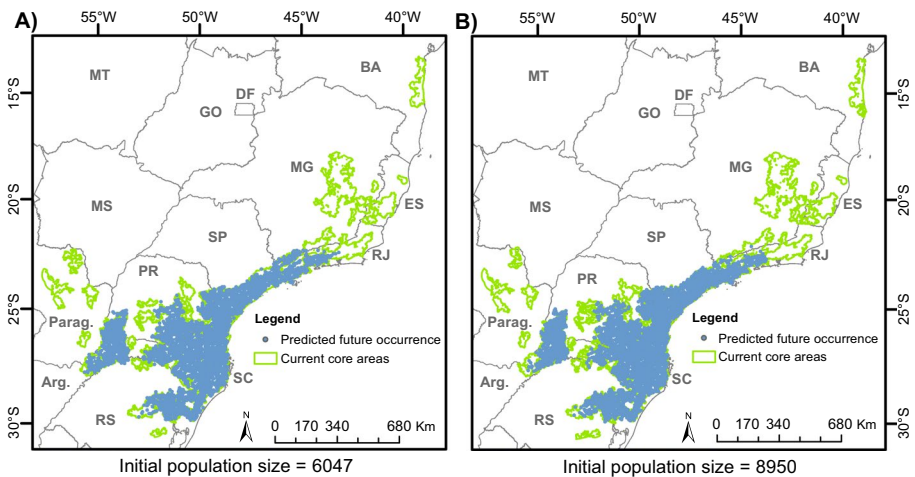 A)
55°W 50°W 45°W 40°W
15°S
20°S
25°S
30°S
MT
BA
DF
GO
MG
MS
ES
SP
RJ
PR
Parag.
Arg.
SC
RS
Legend
Predicted future occurrence
Current core areas
N
0 170 340 680 Km
Initial population size = 6047
B)
55°W 50°W 45°W 40°W
15°S
20°S
25°S
30°S
MT
BA
DF
GO
MG
MS
ES
SP
RJ
PR
Parag.
Arg.
SC
RS
Legend
Predicted future occurrence
Current core areas
N
0 170 340 680 Km
Initial population size = 8950